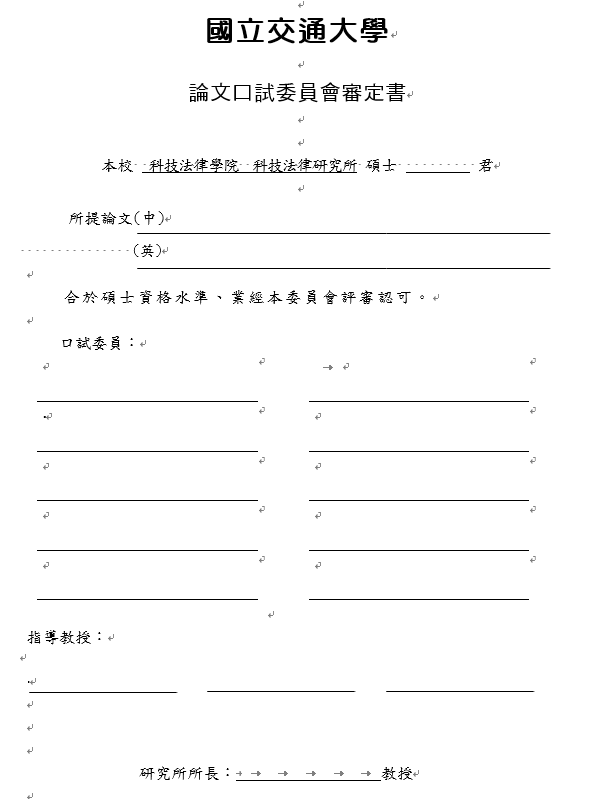 國立交通大學
論文口試委員會審定書
本校 科技法律學院 科技法律研究所 碩士 君
所提論文(中)
(英)
合於碩士資格水準、業經本委員會評審認可。
口試委員：
指導教授：
研究所所長： 教授